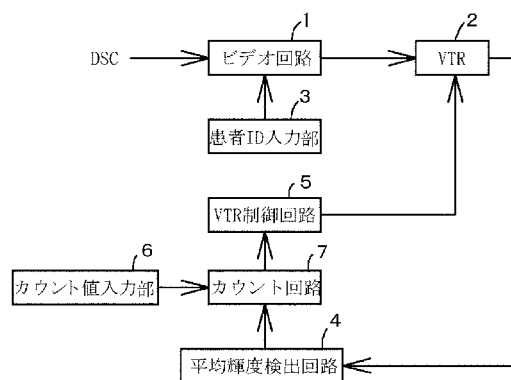 1
2
DSC
ビデオ回路
VTR
3
患者ID入力部
5
VTR制御回路
6
7
カウント値入力部
カウント回路
4
平均輝度検出回路